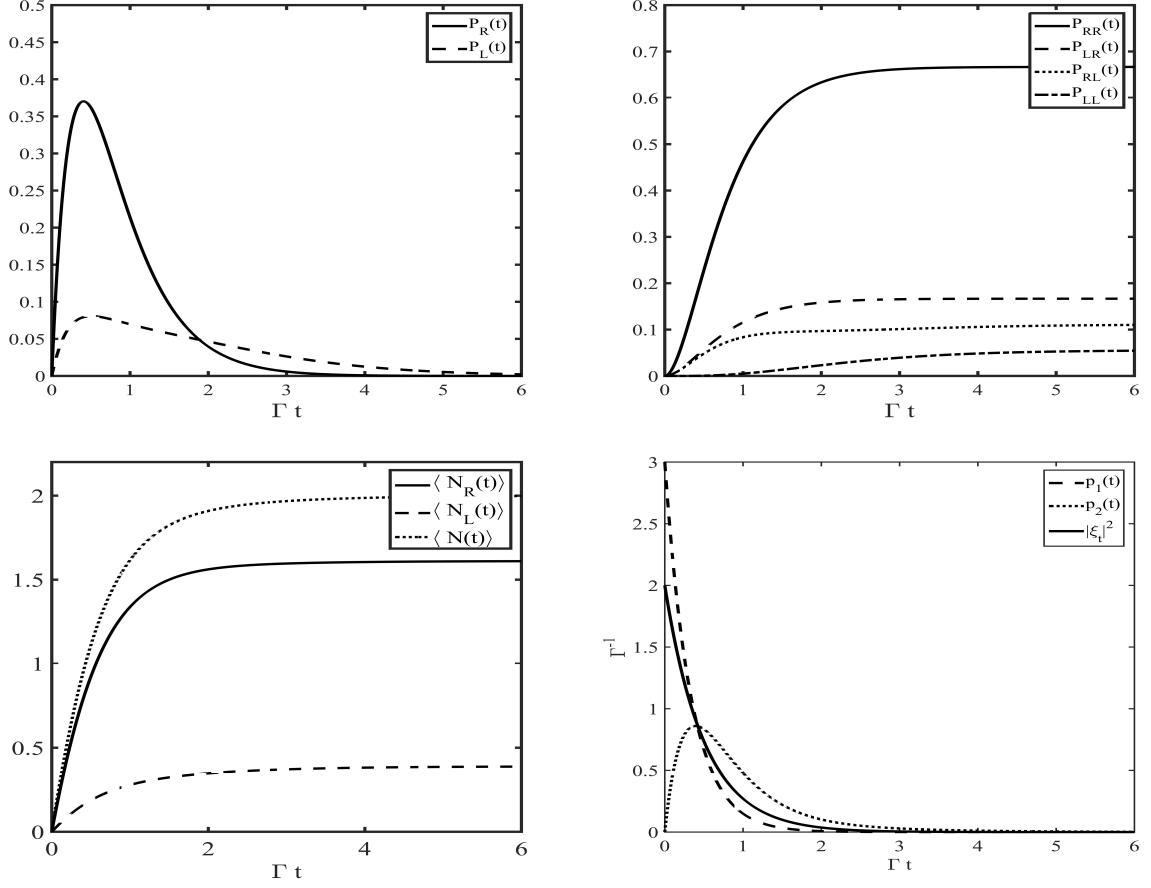 0.5
0.45
0.4
0.35
0.3
0.25
0.2
0.15
0.1
0.05
0
0 1 2 3 4 5 6
Γ t
P_R(t)
P_L(t)
0.8
0.7
0.6
0.5
0.4
0.3
0.2
0.1
0
0 1 2 3 4 5 6
Γ t
P_RR(t)
P_LR(t)
P_RL(t)
P_LL(t)
2
1.5
1
0.5
0
0 2 4 6
Γ t
⟨ N_R(t)⟩
⟨ N_L(t)⟩
⟨ N(t)⟩
3
2.5
2
1.5
1
0.5
0
Γ^-1
0 1 2 3 4 5 6
Γ t
p_1(t)
p_2(t)
|ξ_t|^2